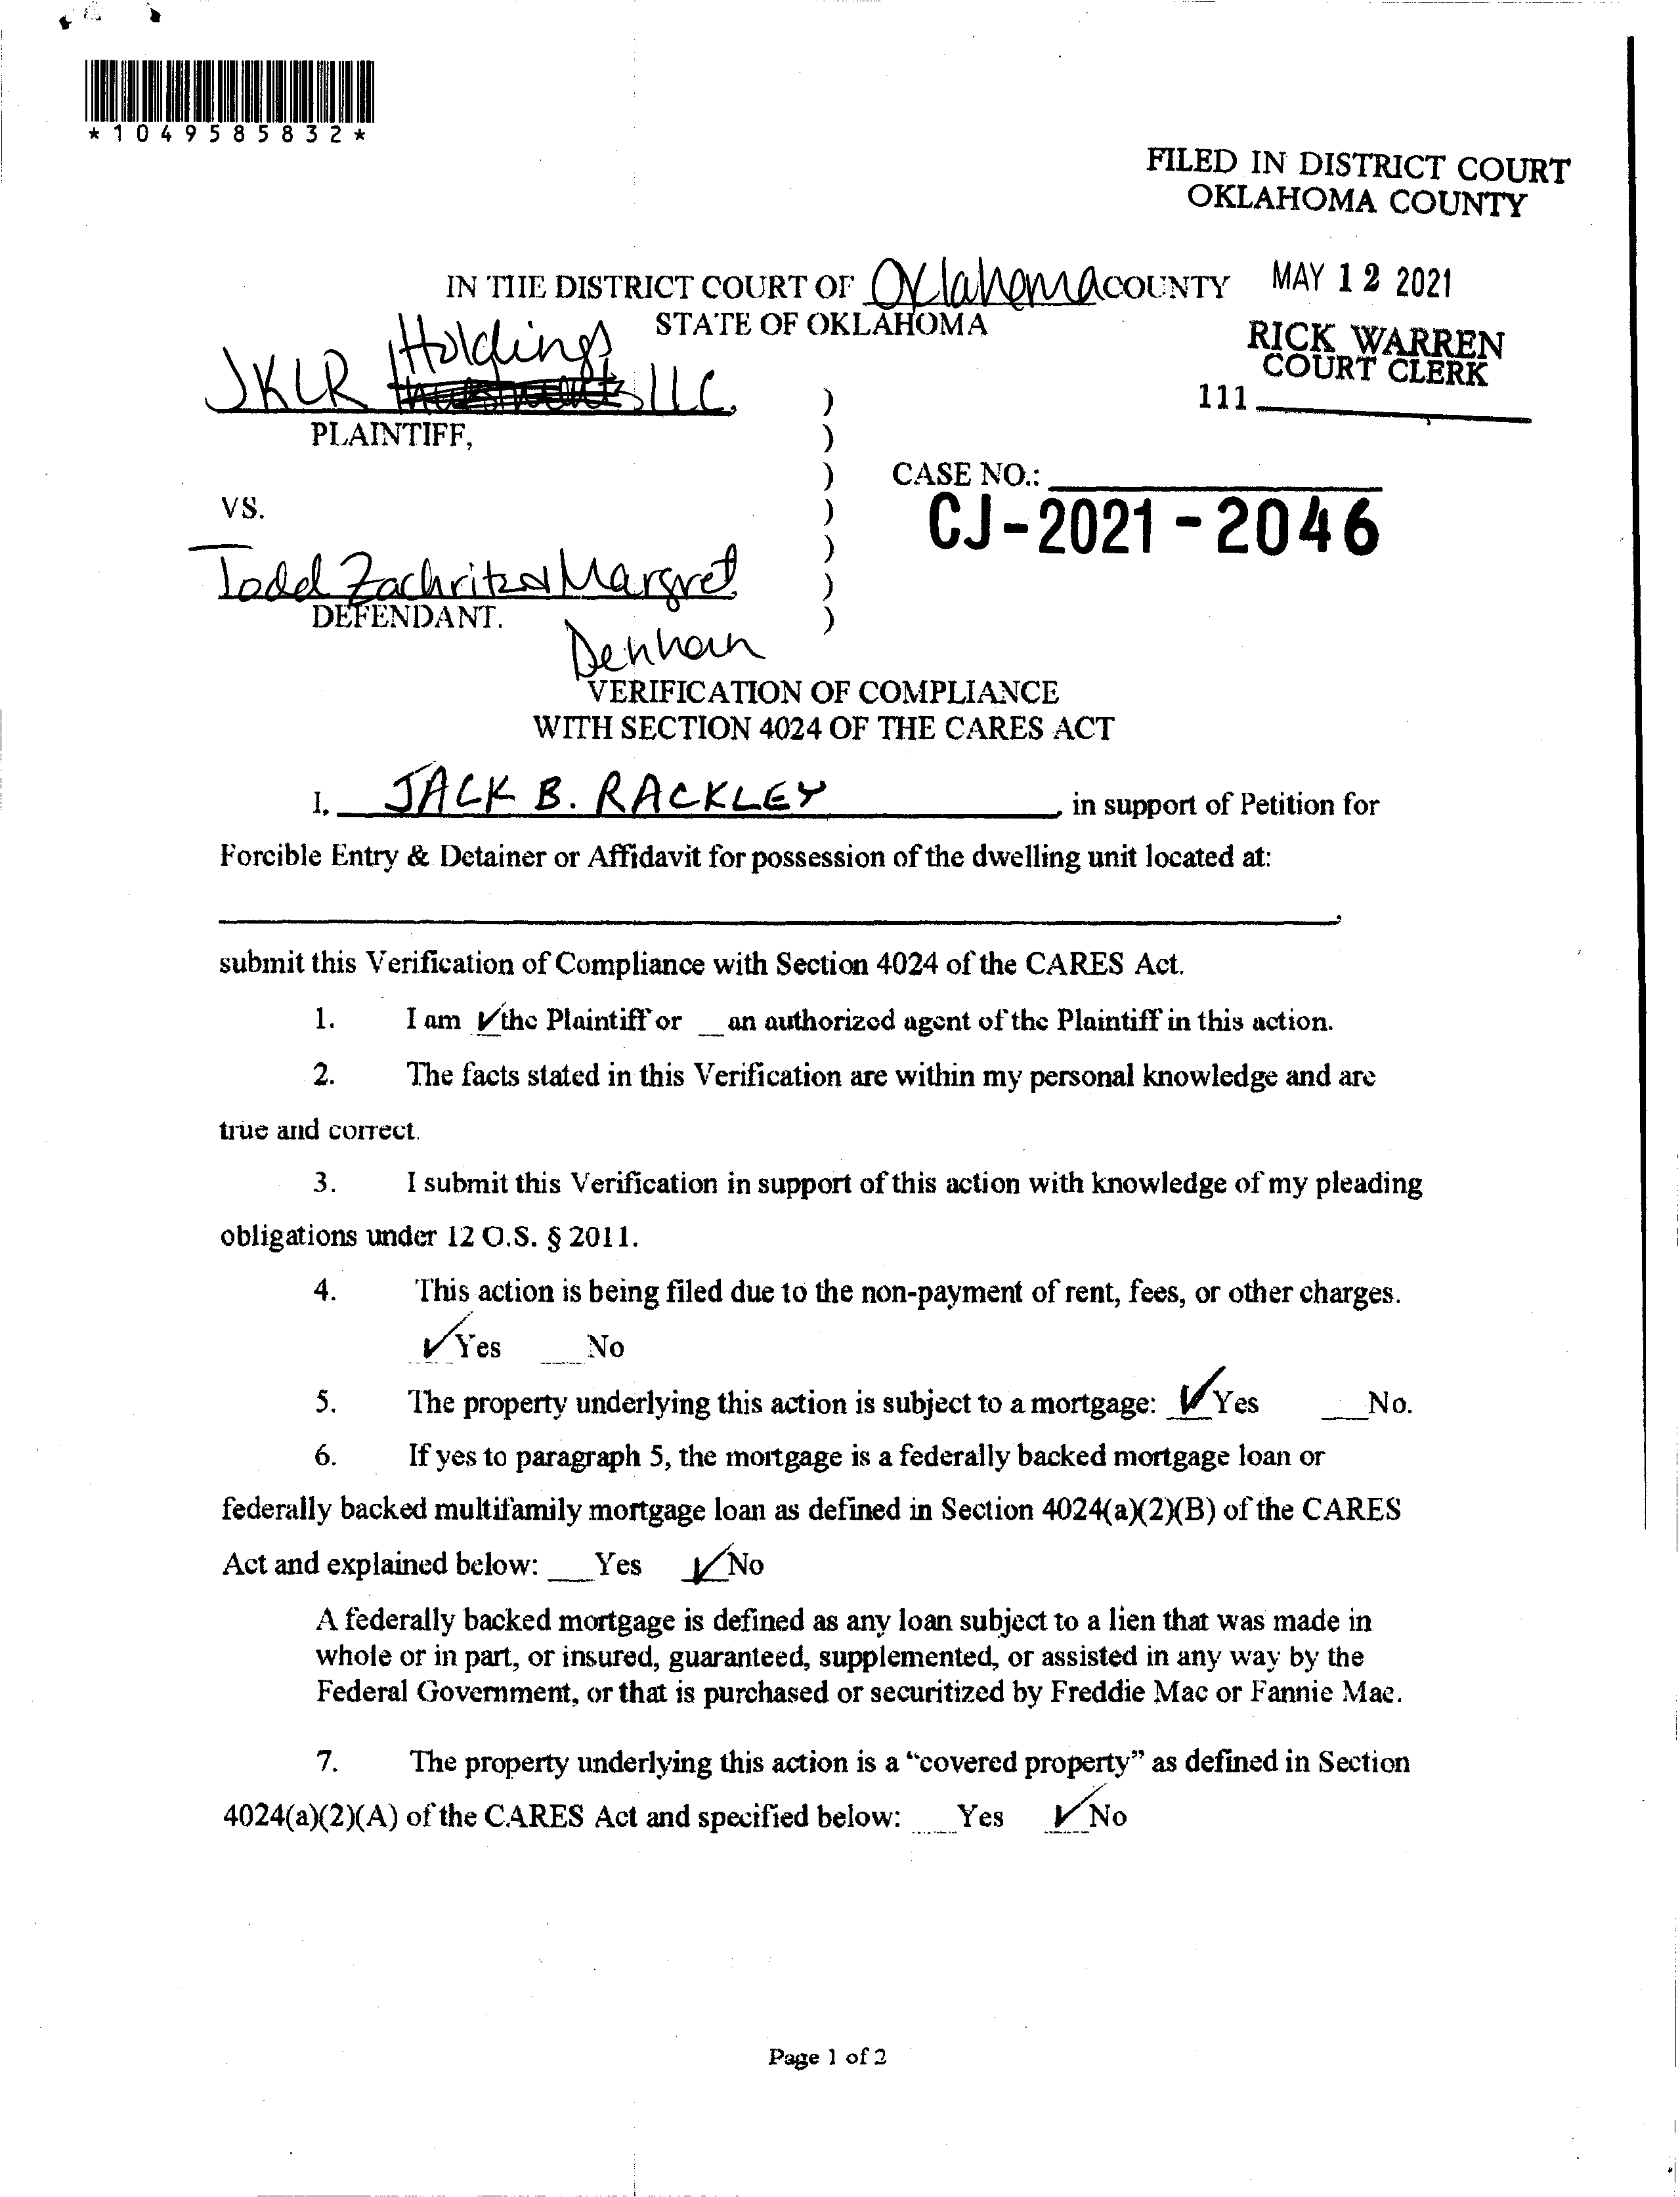 *1049585832*
FILED IN DISTRICT COURT
OKLAHOMA COUNTY
IN THE DISTRICT COURT OF Oklahoma COUNTY
MAY 12 2021
STATE OF OKLAHOMA
RICK WARREN
COURT CLERK
111
Holdings
JKLR LLC.
PLAINTIFF,
)
)
)
)
)
)
)
CASE NO.:
CJ-2021-2046
VS.
Todd Zachritz & Margret
DEFENDANT.
Denham
VERIFICATION OF COMPLIANCE
WITH SECTION 4024 OF THE CARES ACT
I, JACK B. RACKLEY, in support of Petition for
Forcible Entry & Detainer or Affidavit for possession of the dwelling unit located at:
,
submit this Verification of Compliance with Section 4024 of the CARES Act.
1. I am ✓ the Plaintiff or __ an authorized agent of the Plaintiff in this action.
2. The facts stated in this Verification are within my personal knowledge and are
true and correct.
3. I submit this Verification in support of this action with knowledge of my pleading
obligations under 12 O.S. § 2011.
4. This action is being filed due to the non-payment of rent, fees, or other charges.
✓ Yes __ No
5. The property underlying this action is subject to a mortgage: ✓ Yes __ No.
6. If yes to paragraph 5, the mortgage is a federally backed mortgage loan or
federally backed multifamily mortgage loan as defined in Section 4024(a)(2)(B) of the CARES
Act and explained below: __ Yes ✓ No
A federally backed mortgage is defined as any loan subject to a lien that was made in
whole or in part, or insured, guaranteed, supplemented, or assisted in any way by the
Federal Government, or that is purchased or securitized by Freddie Mac or Fannie Mae.
7. The property underlying this action is a “covered property” as defined in Section
4024(a)(2)(A) of the CARES Act and specified below: __ Yes ✓ No
Page 1 of 2